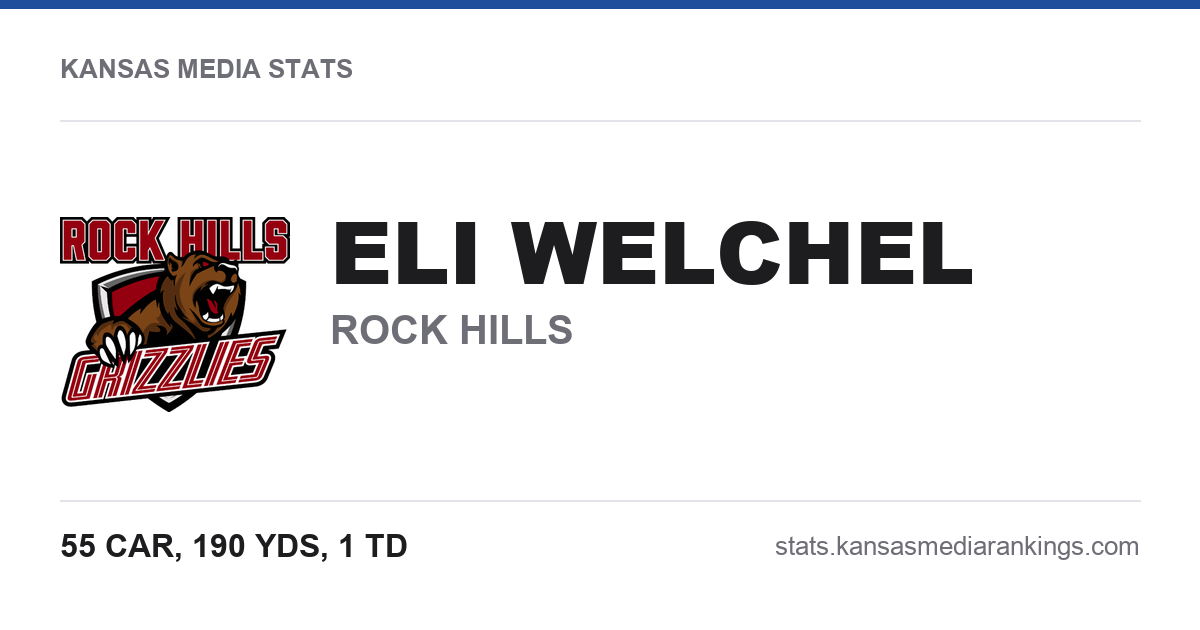 KANSAS MEDIA STATS
ROCK HILLS
GRIZZLIES
ELI WELCHEL
ROCK HILLS
55 CAR, 190 YDS, 1 TD
stats.kansasmediarankings.com